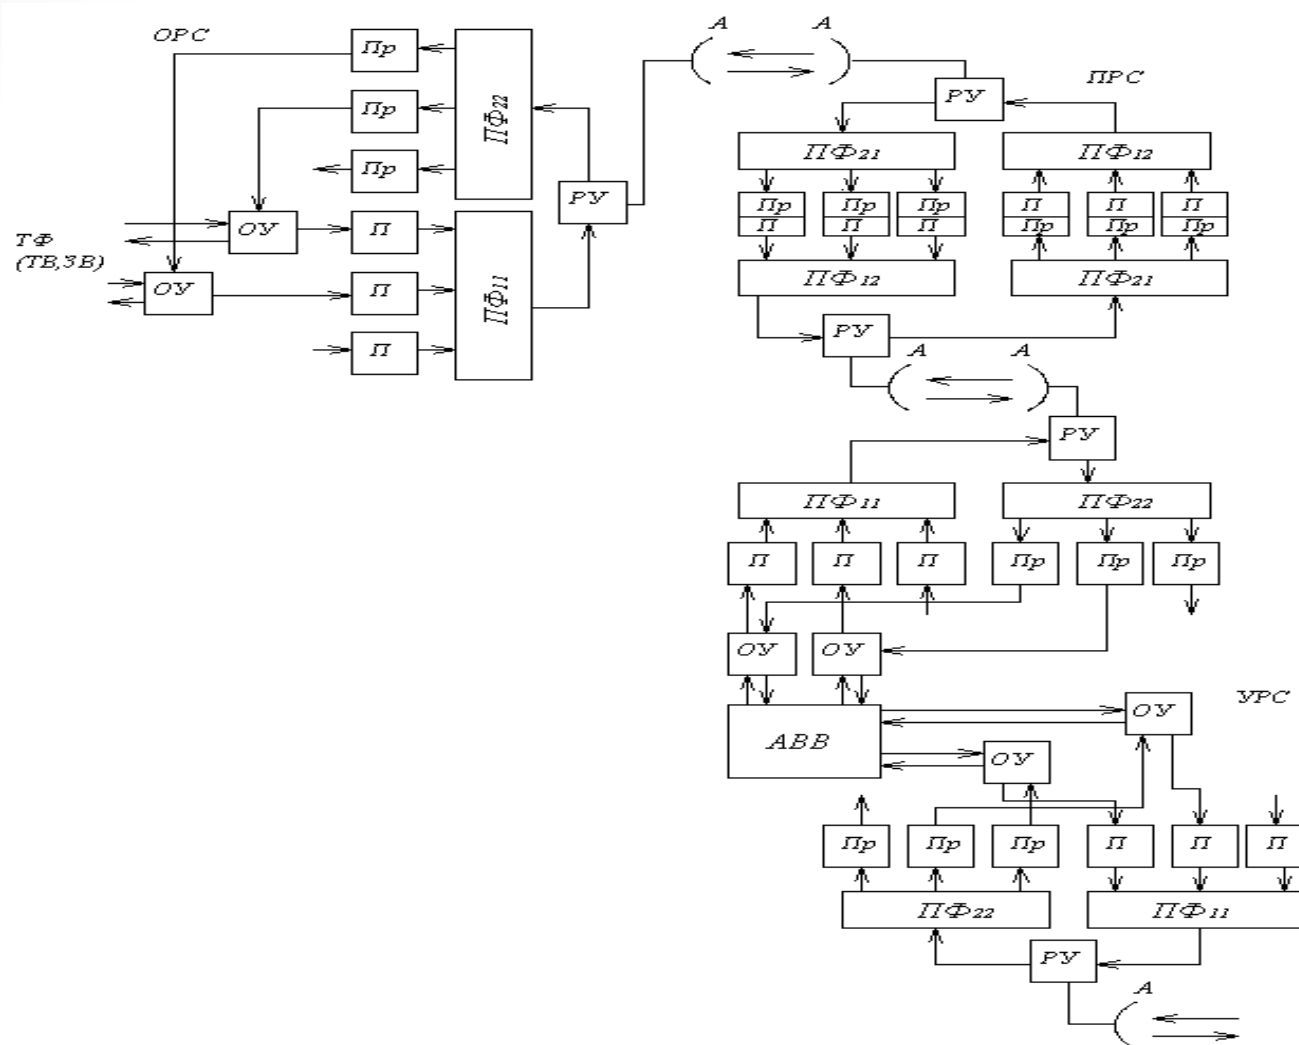 ОРС
Пр
Пр
Пр
ПФ22
РУ
ОУ
П
ТФ
(ТВ,ЗВ)
ОУ
П
П
ПФ11
А
А
РУ
ПРС
ПФ21
ПФ12
Пр
П
Пр
П
Пр
П
П
Пр
П
Пр
П
Пр
ПФ12
ПФ21
РУ
А
А
РУ
ПФ11
ПФ22
П
П
П
Пр
Пр
Пр
ОУ
ОУ
УРС
ОУ
АВВ
ОУ
Пр
Пр
Пр
П
П
П
ПФ22
ПФ11
РУ
А